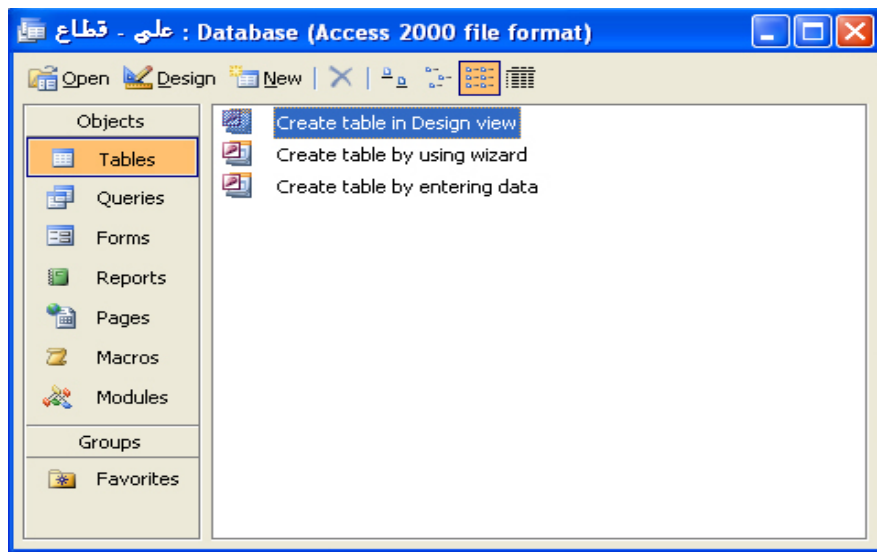 علي - قطاع : Database (Access 2000 file format)
Open Design New
Objects
Tables
Queries
Forms
Reports
Pages
Macros
Modules
Groups
Favorites
Create table in Design view
Create table by using wizard
Create table by entering data